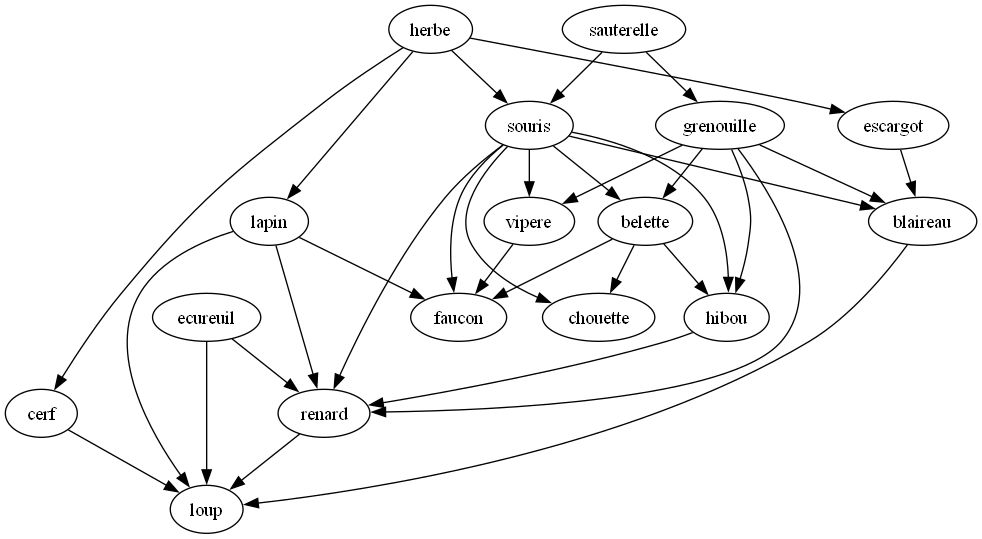 herbe
sauterelle
souris
grenouille
escargot
lapin
vipere
belette
blaireau
ecureuil
faucon
chouette
hibou
cerf
renard
loup